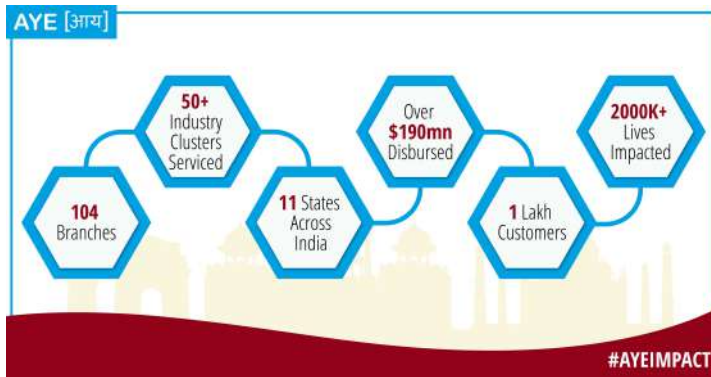 AYE [आय]
104
Branches
50+
Industry
Clusters
Serviced
11 States
Across
India
Over
$190mn
Disbursed
1 Lakh
Customers
2000K+
Lives
Impacted
#AYEIMPACT